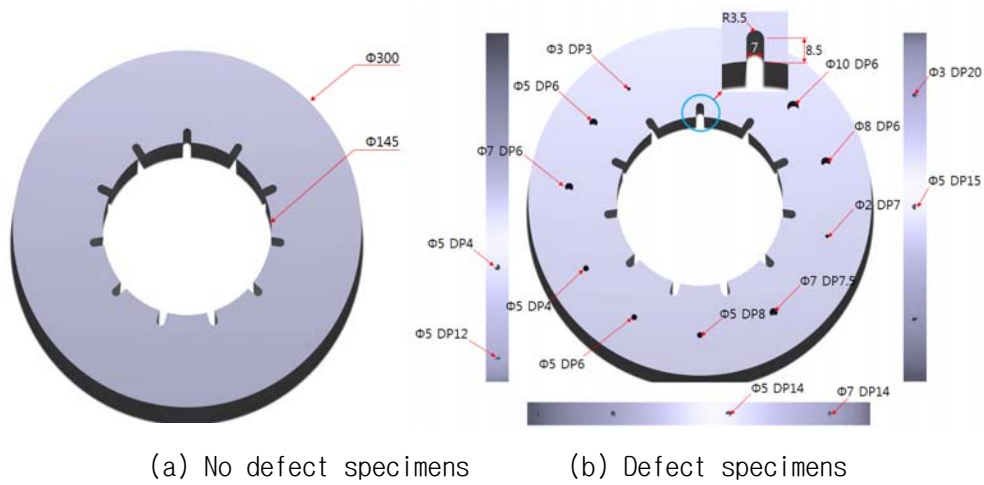 Φ300
Φ145
Φ5 DP4
Φ5 DP12
R3.5
7
8.5
Φ3 DP3
Φ10 DP6
Φ5 DP6
Φ3 DP20
Φ8 DP6
Φ7 DP6
Φ5 DP15
Φ2 DP7
Φ7 DP7.5
Φ5 DP4
Φ5 DP8
Φ5 DP6
Φ5 DP14
Φ7 DP14
(a) No defect specimens
(b) Defect specimens